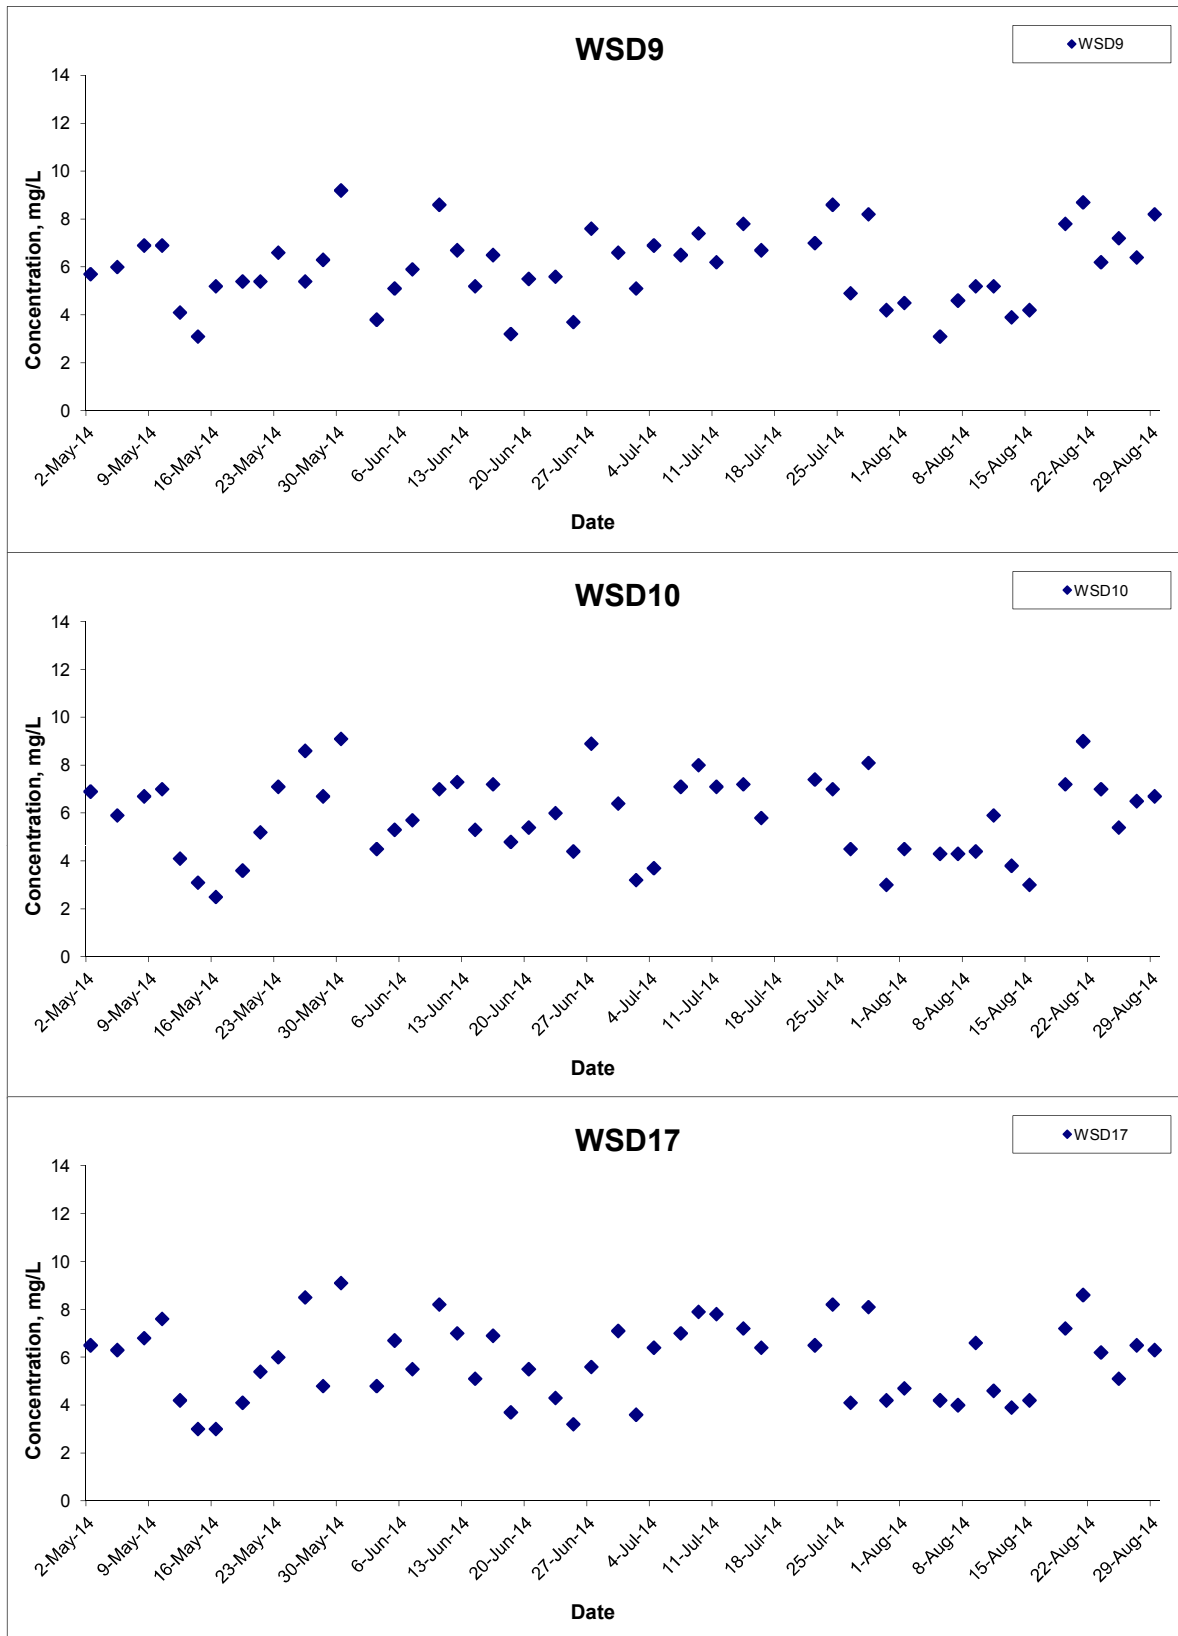 WSD9
WSD9
14
12
10
8
6
4
2
0
Concentration, mg/L
2-May-14
9-May-14
16-May-14
23-May-14
30-May-14
6-Jun-14
13-Jun-14
20-Jun-14
27-Jun-14
4-Jul-14
11-Jul-14
18-Jul-14
25-Jul-14
1-Aug-14
8-Aug-14
15-Aug-14
22-Aug-14
29-Aug-14
Date
WSD10
WSD10
14
12
10
8
6
4
2
0
Concentration, mg/L
2-May-14
9-May-14
16-May-14
23-May-14
30-May-14
6-Jun-14
13-Jun-14
20-Jun-14
27-Jun-14
4-Jul-14
11-Jul-14
18-Jul-14
25-Jul-14
1-Aug-14
8-Aug-14
15-Aug-14
22-Aug-14
29-Aug-14
Date
WSD17
WSD17
14
12
10
8
6
4
2
0
Concentration, mg/L
2-May-14
9-May-14
16-May-14
23-May-14
30-May-14
6-Jun-14
13-Jun-14
20-Jun-14
27-Jun-14
4-Jul-14
11-Jul-14
18-Jul-14
25-Jul-14
1-Aug-14
8-Aug-14
15-Aug-14
22-Aug-14
29-Aug-14
Date